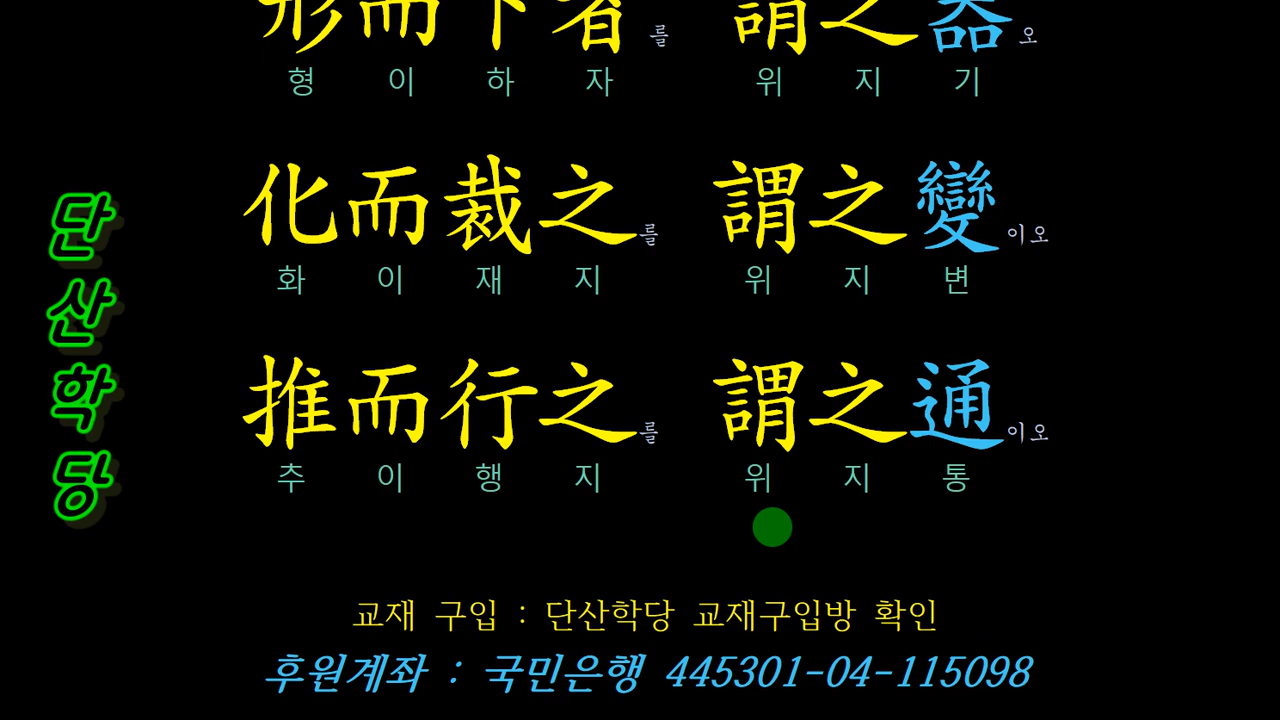 形而下者를 謂之器오
형 이 하 자 위 지 기
化而裁之를 謂之變이오
화 이 재 지 위 지 변
推而行之를 謂之通이오
추 이 행 지 위 지 통
단산학당
교재 구입 : 단산학당 교재구입방 확인
후원계좌 : 국민은행 445301-04-115098